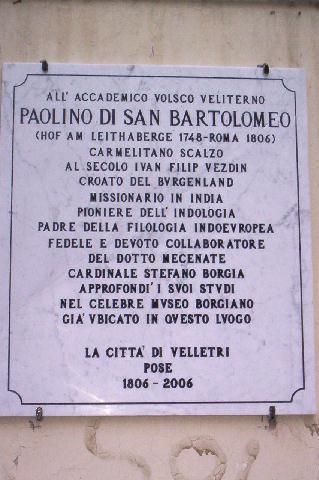 ALL' ACCADEMICO VOLSCO VELITERNO
PAOLINO DI SAN BARTOLOMEO
(HOF AM LEITHABERGE 1748-ROMA 1806)
CARMELITANO SCALZO
AL SECOLO IVAN FILIP VEZDIN
CROATO DEL BVRGENLAND
MISSIONARIO IN INDIA
PIONIERE DELL' INDOLOGIA
PADRE DELLA FILOLOGIA INDOEVROPEA
FEDELE E DEVOTO COLLABORATORE
DEL DOTTO MECENATE
CARDINALE STEFANO BORGIA
APPROFONDI' I SVOI STVDI
NEL CELEBRE MVSEO BORGIANO
GIA' VBICATO IN QVESTO LVOGO
LA CITTA' DI VELLETRI
POSE
1806-2006